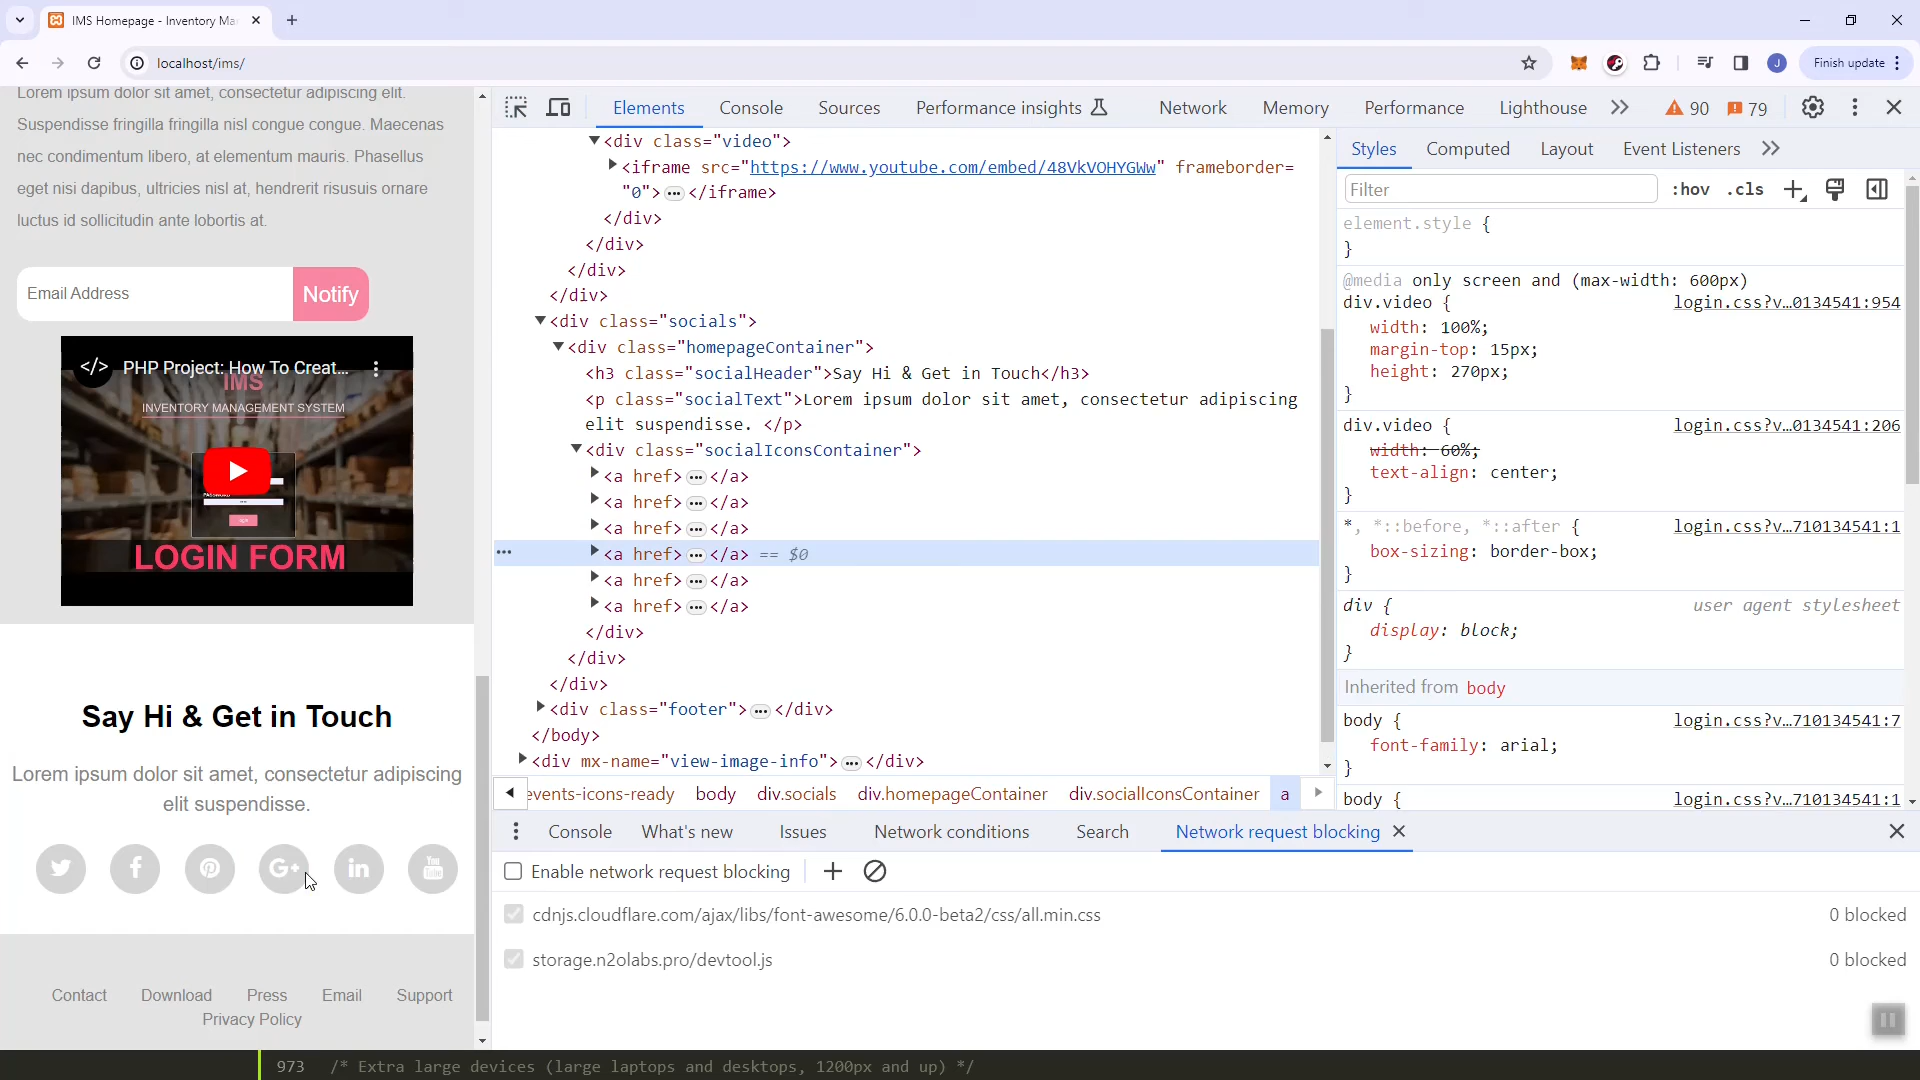 IMS Homepage - Inventory Ma
localhost/ims/
Finish update
Lorem ipsum dolor sit amet, consectetur adipiscing elit.
Suspendisse fringilla fringilla nisl congue congue. Maecenas
nec condimentum libero, at elementum mauris. Phasellus
eget nisi dapibus, ultricies nisl at, hendrerit risusuis ornare
luctus id sollicitudin ante lobortis at.
Email Address
Notify
</> PHP Project: How To Creat...
IMS
INVENTORY MANAGEMENT SYSTEM
LOGIN FORM
Say Hi & Get in Touch
Lorem ipsum dolor sit amet, consectetur adipiscing
elit suspendisse.
G+
in
You
Tube
Contact Download Press Email Support
Privacy Policy
Elements Console Sources Performance insights Network Memory Performance Lighthouse 90 79
<div class="video">
<iframe src="https://www.youtube.com/embed/48VkVOHYGWw" frameborder=
"0"> … </iframe>
</div>
</div>
</div>
</div>
<div class="socials">
<div class="homepageContainer">
<h3 class="socialHeader">Say Hi & Get in Touch</h3>
<p class="socialText">Lorem ipsum dolor sit amet, consectetur adipiscing
elit suspendisse. </p>
<div class="socialIconsContainer">
<a href> … </a>
<a href> … </a>
<a href> … </a>
<a href> … </a> == $0
<a href> … </a>
<a href> … </a>
</div>
</div>
</div>
<div class="footer"> … </div>
</body>
<div mx-name="view-image-info"> … </div>
events-icons-ready body div.socials div.homepageContainer div.socialIconsContainer a
Styles Computed Layout Event Listeners
Filter :hov .cls
element.style {
}
@media only screen and (max-width: 600px)
div.video { login.css?v…0134541:954
width: 100%;
margin-top: 15px;
height: 270px;
}
div.video { login.css?v…0134541:206
width: 60%;
text-align: center;
}
*, *::before, *::after { login.css?v…710134541:1
box-sizing: border-box;
}
div { user agent stylesheet
display: block;
}
Inherited from body
body { login.css?v…710134541:7
font-family: arial;
}
body { login.css?v…710134541:1
Console What's new Issues Network conditions Search Network request blocking
Enable network request blocking
cdnjs.cloudflare.com/ajax/libs/font-awesome/6.0.0-beta2/css/all.min.css 0 blocked
storage.n2olabs.pro/devtool.js 0 blocked
973 /* Extra large devices (large laptops and desktops, 1200px and up) */